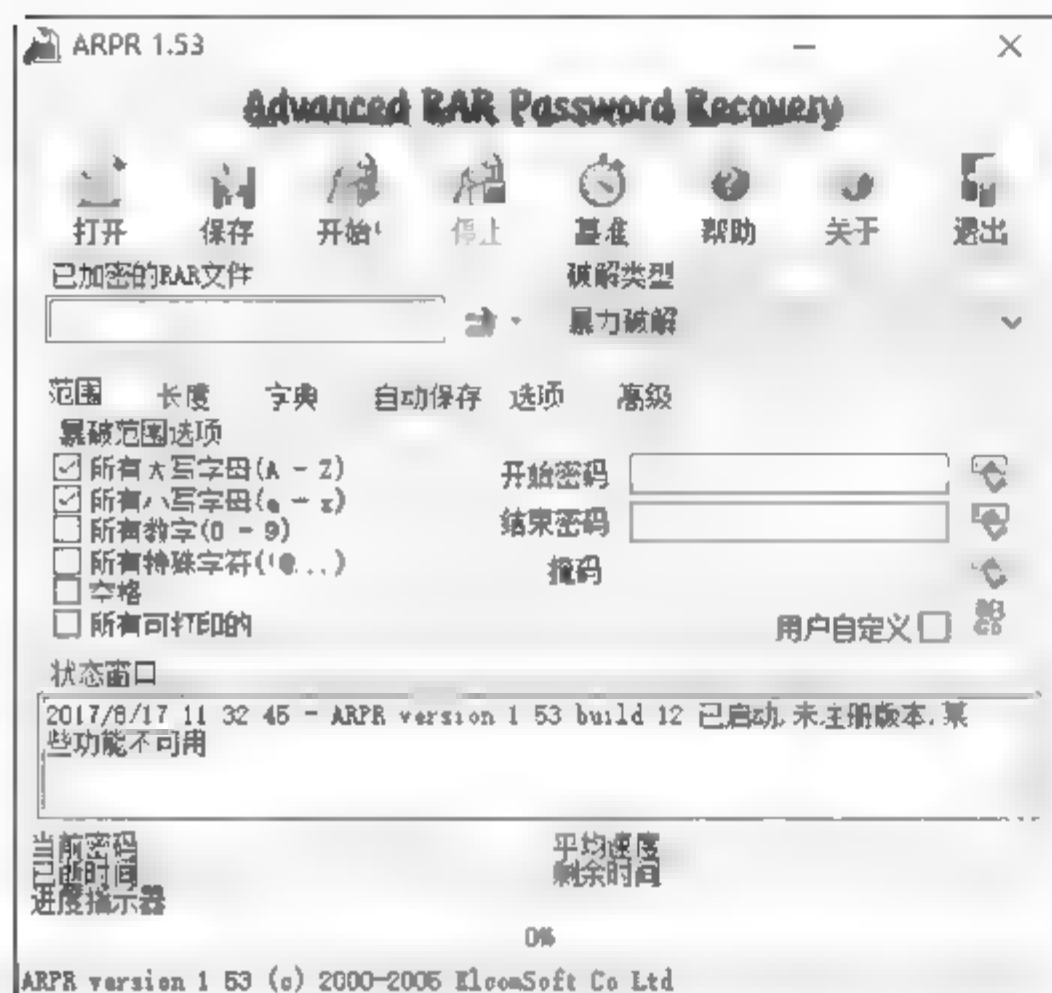 ARPR 1.53
Advanced RAR Password Recovery
打开 保存 开始! 停止 基准 帮助 关于 退出
已加密的RAR文件 破解类型
暴力破解
范围 长度 字典 自动保存 选项 高级
暴破范围选项
所有大写字母(A - Z) 开始密码
所有小写字母(a - z)
所有数字(0 - 9) 结束密码
所有特殊字符(!@...) 掩码
空格
所有可打印的 用户自定义
状态窗口
2017/8/17 11 32 45 - ARPR version 1 53 build 12 已启动,未注册版本,某
些功能不可用
当前密码 平均速度
已用时间 剩余时间
进度指示器
0%
ARPR version 1 53 (c) 2000-2005 ElcomSoft Co Ltd